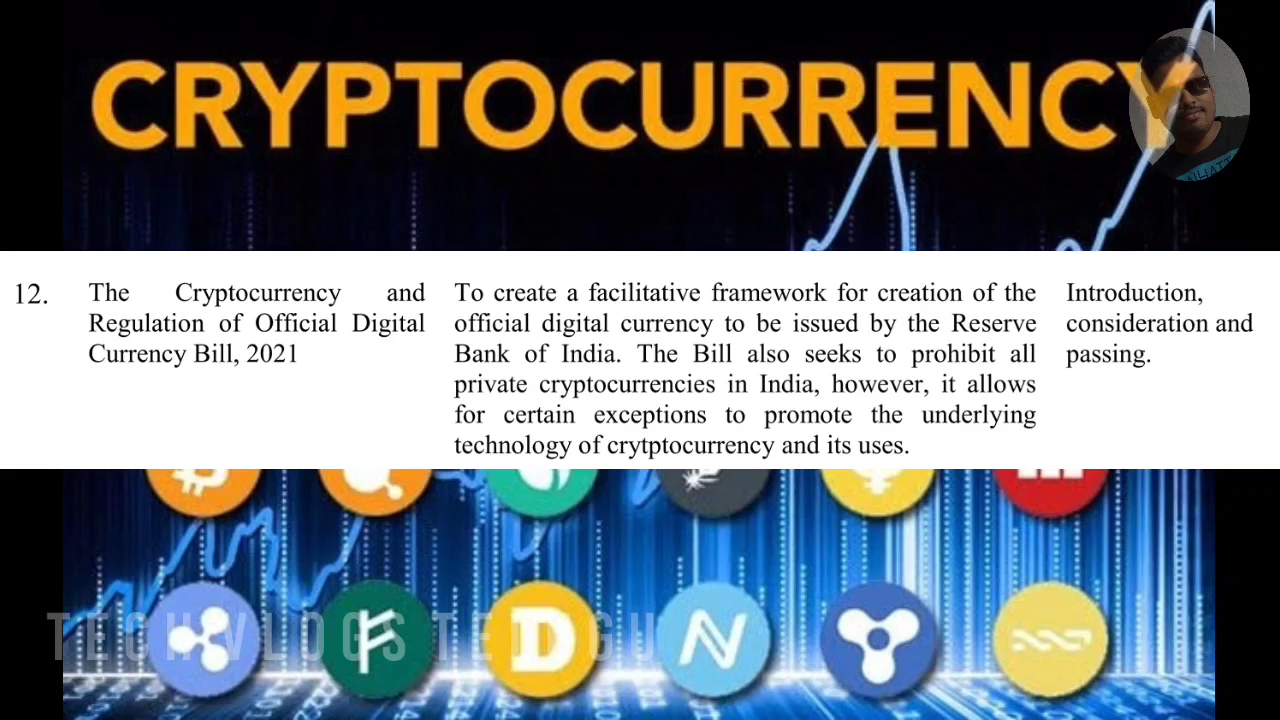 CRYPTOCURRENCY
12. The Cryptocurrency and Regulation of Official Digital Currency Bill, 2021
To create a facilitative framework for creation of the
official digital currency to be issued by the Reserve
Bank of India. The Bill also seeks to prohibit all
private cryptocurrencies in India, however, it allows
for certain exceptions to promote the underlying
technology of crytptocurrency and its uses.
Introduction,
consideration and
passing.
TECH VLOGS TELUGU